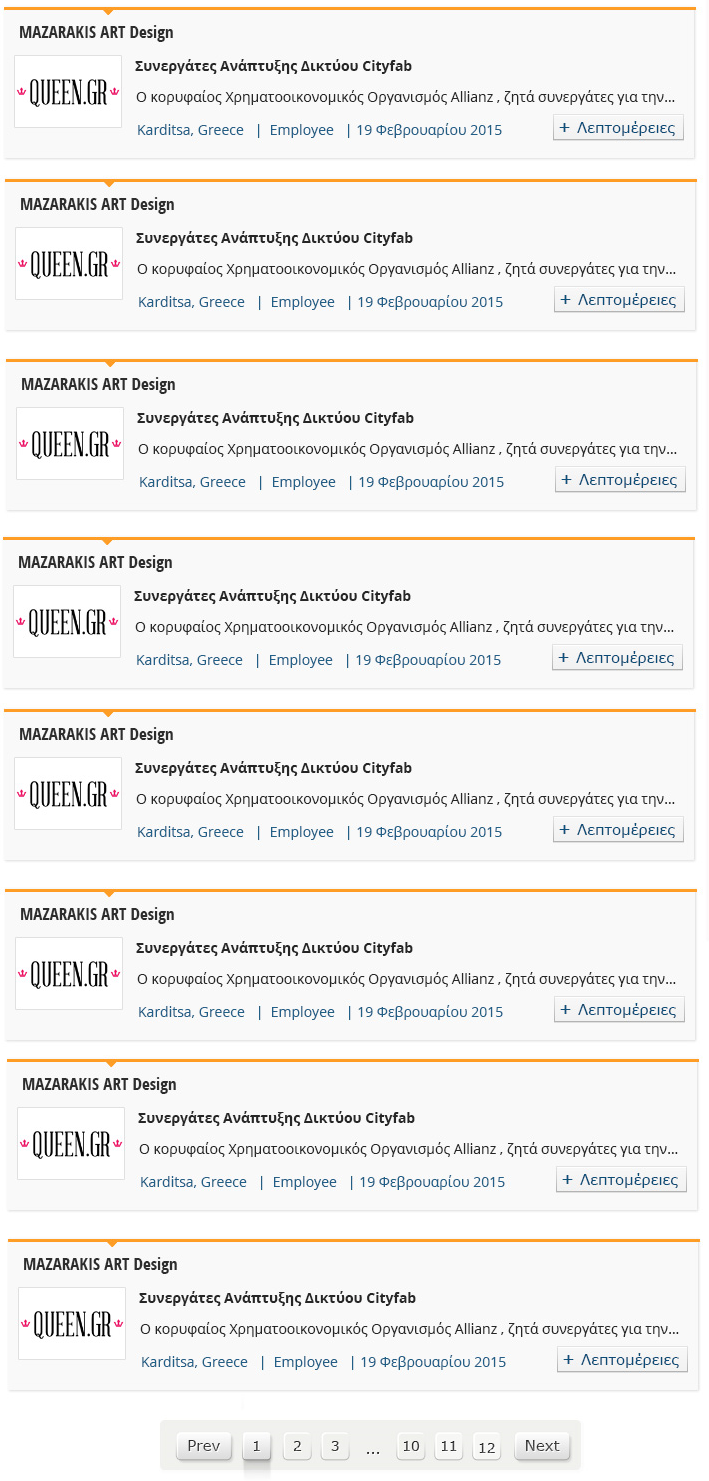 MAZARAKIS ART Design
Συνεργάτες Ανάπτυξης Δικτύου Cityfab
QUEEN.GR
Ο κορυφαίος Χρηματοοικονομικός Οργανισμός Allianz , ζητά συνεργάτες για την...
Karditsa, Greece | Employee | 19 Φεβρουαρίου 2015 + Λεπτομέρειες
MAZARAKIS ART Design
Συνεργάτες Ανάπτυξης Δικτύου Cityfab
QUEEN.GR
Ο κορυφαίος Χρηματοοικονομικός Οργανισμός Allianz , ζητά συνεργάτες για την...
Karditsa, Greece | Employee | 19 Φεβρουαρίου 2015 + Λεπτομέρειες
MAZARAKIS ART Design
Συνεργάτες Ανάπτυξης Δικτύου Cityfab
QUEEN.GR
Ο κορυφαίος Χρηματοοικονομικός Οργανισμός Allianz , ζητά συνεργάτες για την...
Karditsa, Greece | Employee | 19 Φεβρουαρίου 2015 + Λεπτομέρειες
MAZARAKIS ART Design
Συνεργάτες Ανάπτυξης Δικτύου Cityfab
QUEEN.GR
Ο κορυφαίος Χρηματοοικονομικός Οργανισμός Allianz , ζητά συνεργάτες για την...
Karditsa, Greece | Employee | 19 Φεβρουαρίου 2015 + Λεπτομέρειες
MAZARAKIS ART Design
Συνεργάτες Ανάπτυξης Δικτύου Cityfab
QUEEN.GR
Ο κορυφαίος Χρηματοοικονομικός Οργανισμός Allianz , ζητά συνεργάτες για την...
Karditsa, Greece | Employee | 19 Φεβρουαρίου 2015 + Λεπτομέρειες
MAZARAKIS ART Design
Συνεργάτες Ανάπτυξης Δικτύου Cityfab
QUEEN.GR
Ο κορυφαίος Χρηματοοικονομικός Οργανισμός Allianz , ζητά συνεργάτες για την...
Karditsa, Greece | Employee | 19 Φεβρουαρίου 2015 + Λεπτομέρειες
MAZARAKIS ART Design
Συνεργάτες Ανάπτυξης Δικτύου Cityfab
QUEEN.GR
Ο κορυφαίος Χρηματοοικονομικός Οργανισμός Allianz , ζητά συνεργάτες για την...
Karditsa, Greece | Employee | 19 Φεβρουαρίου 2015 + Λεπτομέρειες
MAZARAKIS ART Design
Συνεργάτες Ανάπτυξης Δικτύου Cityfab
QUEEN.GR
Ο κορυφαίος Χρηματοοικονομικός Οργανισμός Allianz , ζητά συνεργάτες για την...
Karditsa, Greece | Employee | 19 Φεβρουαρίου 2015 + Λεπτομέρειες
Prev 1 2 3 ... 10 11 12 Next